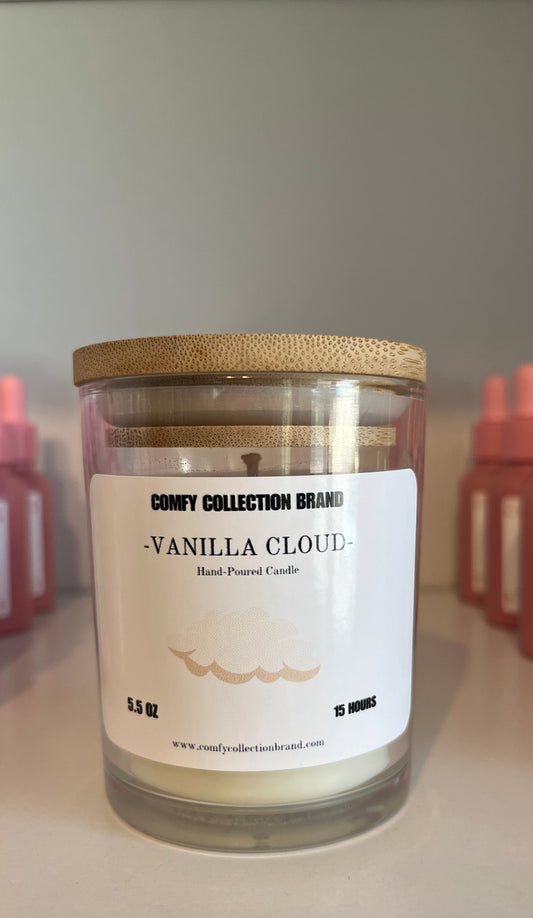 COMFY COLLECTION BRAND
-VANILLA CLOUD-
Hand-Poured Candle
5.5 OZ
15 HOURS
www.comfycollectionbrand.com